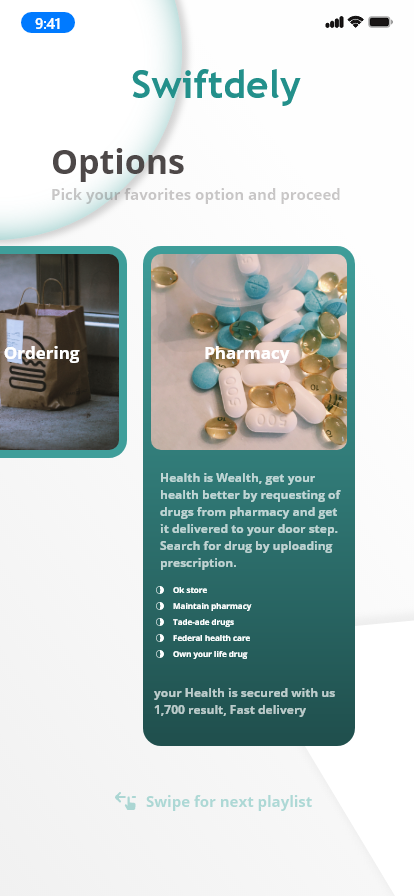 9:41
Swiftdely
Options
Pick your favorites option and proceed
Ordering
Pharmacy
Health is Wealth, get your
health better by requesting of
drugs from pharmacy and get
it delivered to your door step.
Search for drug by uploading
prescription.
Ok store
Maintain pharmacy
Tade-ade drugs
Federal health care
Own your life drug
your Health is secured with us
1,700 result, Fast delivery
Swipe for next playlist